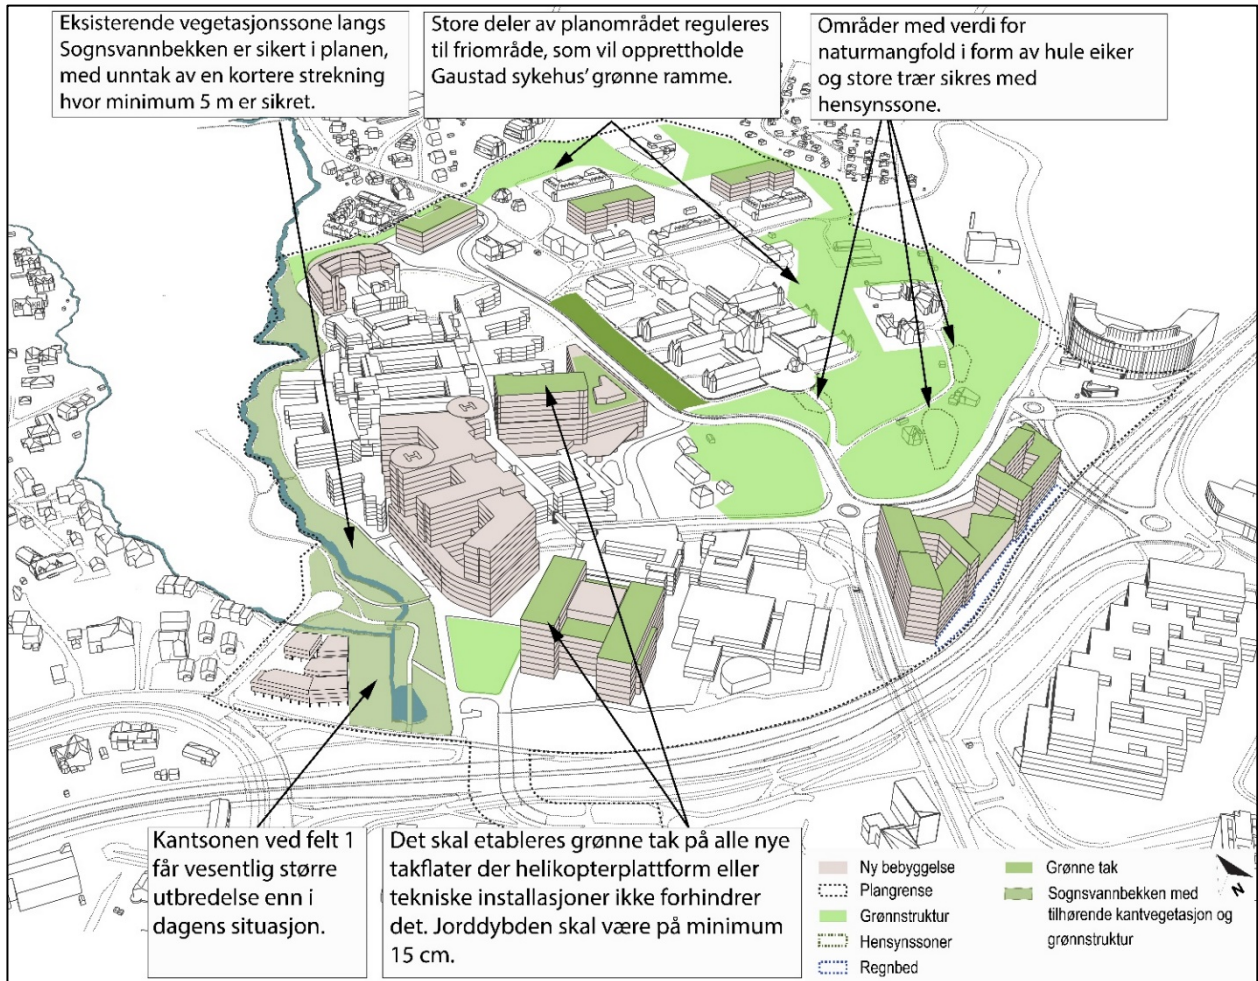 Eksisterende vegetasjonssone langs
Sognsvannbekken er sikert i planen,
med unntak av en kortere strekning
hvor minimum 5 m er sikret.
Store deler av planområdet reguleres
til friområde, som vil opprettholde
Gaustad sykehus’ grønne ramme.
Områder med verdi for
naturmangfold i form av hule eiker
og store trær sikres med
hensynssone.
H
H
Kantsonen ved felt 1
får vesentlig større
utbredelse enn i
dagens situasjon.
Det skal etableres grønne tak på alle nye
takflater der helikopterplattform eller
tekniske installasjoner ikke forhindrer
det. Jorddybden skal være på minimum
15 cm.
Ny bebyggelse
Plangrense
Grønnstruktur
Hensynssoner
Regnbed
Grønne tak
Sognsvannbekken med
tilhørende kantvegetasjon og
grønnstruktur
N